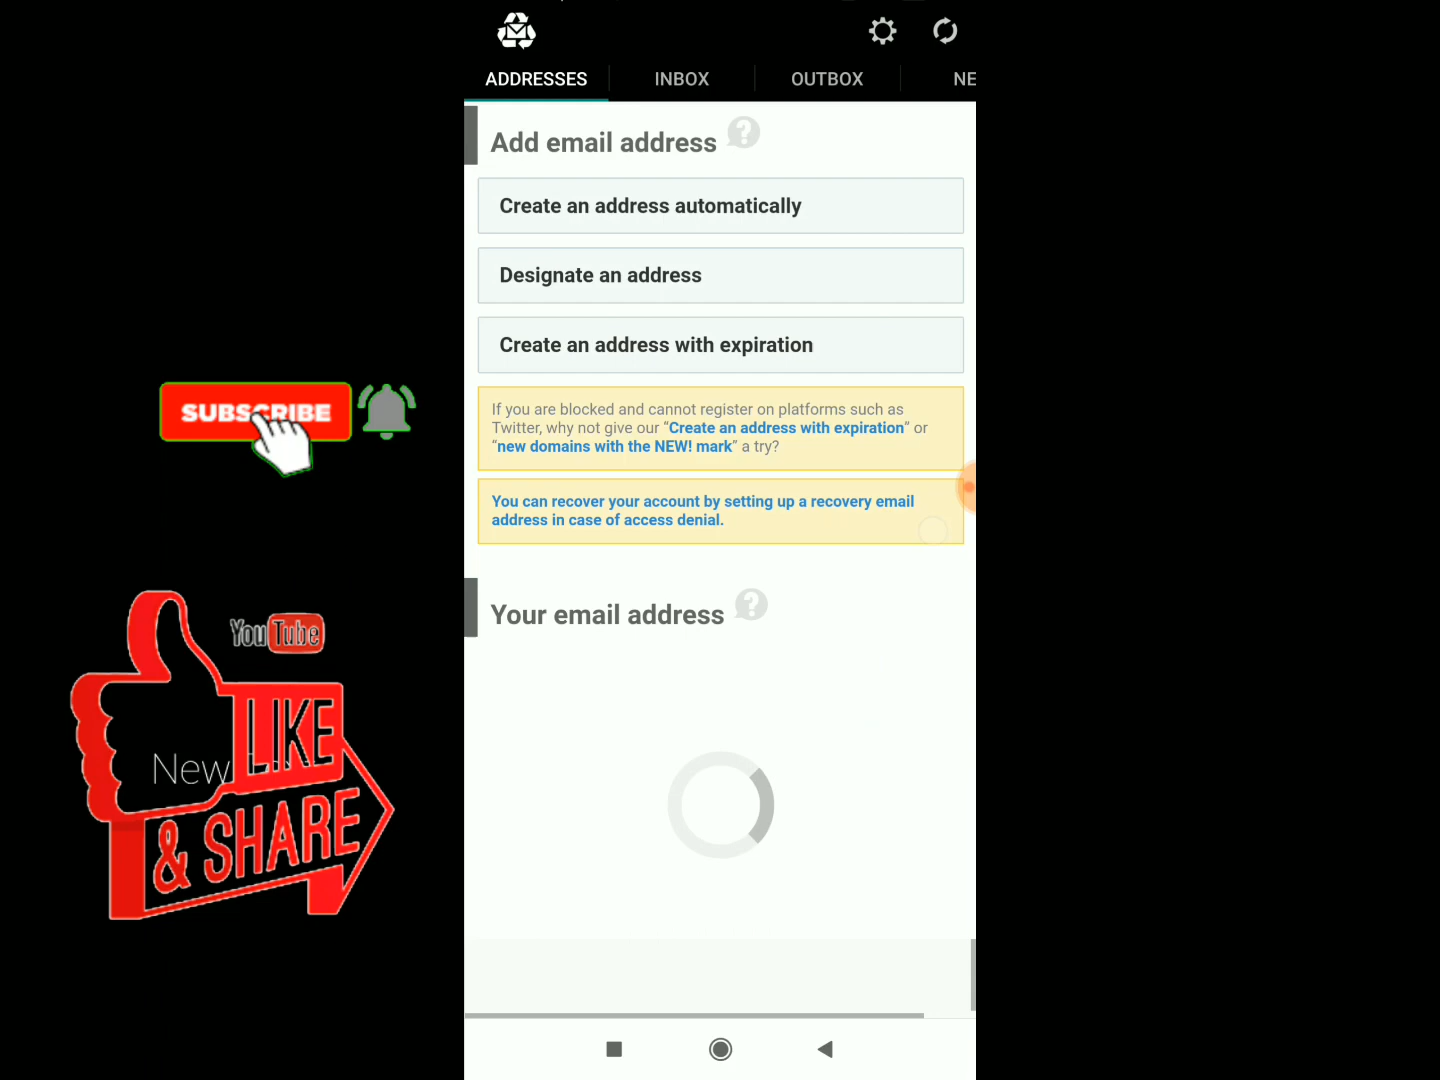 ADDRESSES
INBOX
OUTBOX
NE
Add email address
Create an address automatically
Designate an address
Create an address with expiration
If you are blocked and cannot register on platforms such as
Twitter, why not give our “Create an address with expiration” or
“new domains with the NEW! mark” a try?
You can recover your account by setting up a recovery email
address in case of access denial.
Your email address
SUBSCRIBE
YouTube
New
LIKE
& SHARE